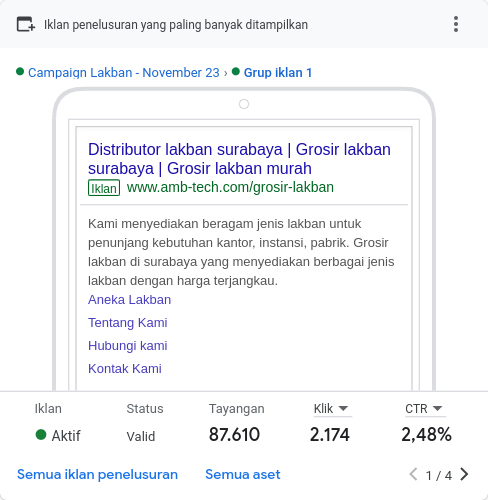 Iklan penelusuran yang paling banyak ditampilkan
Campaign Lakban - November 23 › Grup iklan 1
Distributor lakban surabaya | Grosir lakban
surabaya | Grosir lakban murah
Iklan www.amb-tech.com/grosir-lakban
Kami menyediakan beragam jenis lakban untuk
penunjang kebutuhan kantor, instansi, pabrik. Grosir
lakban di surabaya yang menyediakan berbagai jenis
lakban dengan harga terjangkau.
Aneka Lakban
Tentang Kami
Hubungi kami
Kontak Kami
Iklan Status Tayangan Klik CTR
Aktif Valid 87.610 2.174 2,48%
Semua iklan penelusuran Semua aset 1 / 4